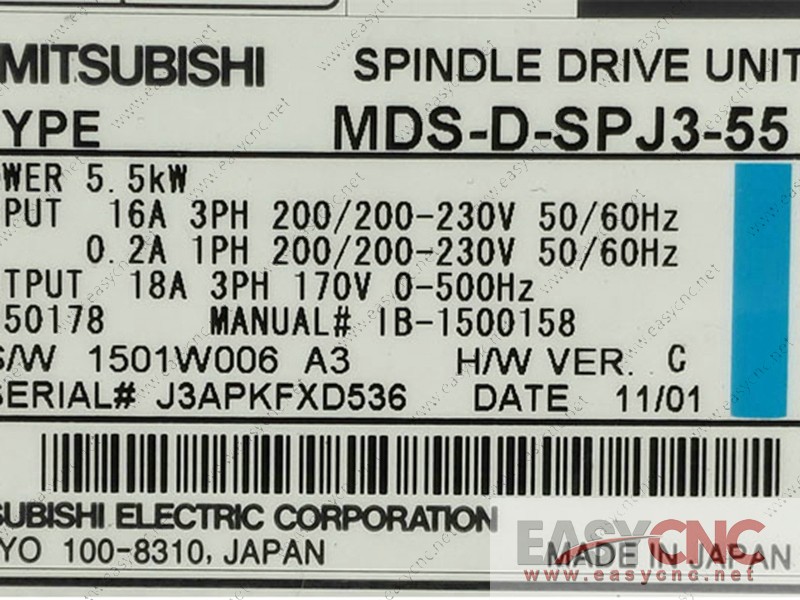 MITSUBISHI SPINDLE DRIVE UNIT
YPE MDS-D-SPJ3-55
OWER 5.5kW
PUT 16A 3PH 200/200-230V 50/60Hz
0.2A 1PH 200/200-230V 50/60Hz
TPUT 18A 3PH 170V 0-500Hz
50178 MANUAL# IB-1500158
S/W 1501W006 A3 H/W VER. C
SERIAL# J3APKFXD536 DATE 11/01
SUBISHI ELECTRIC CORPORATION
YO 100-8310, JAPAN MADE IN JAPAN
EASYCNC
www.easycnc.net